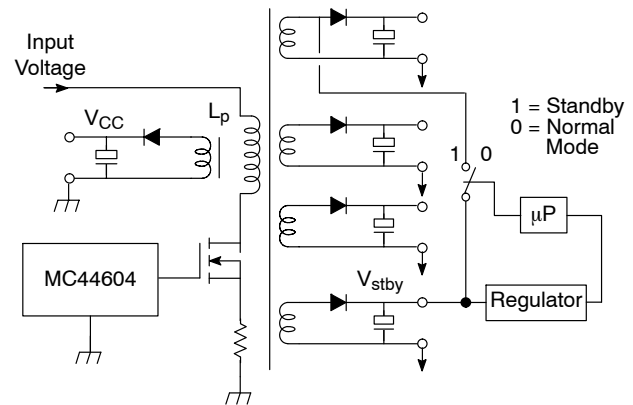 Input
Voltage
V_CC
L_p
1 = Standby
0 = Normal
Mode
1 0
μP
MC44604
V_stby
Regulator